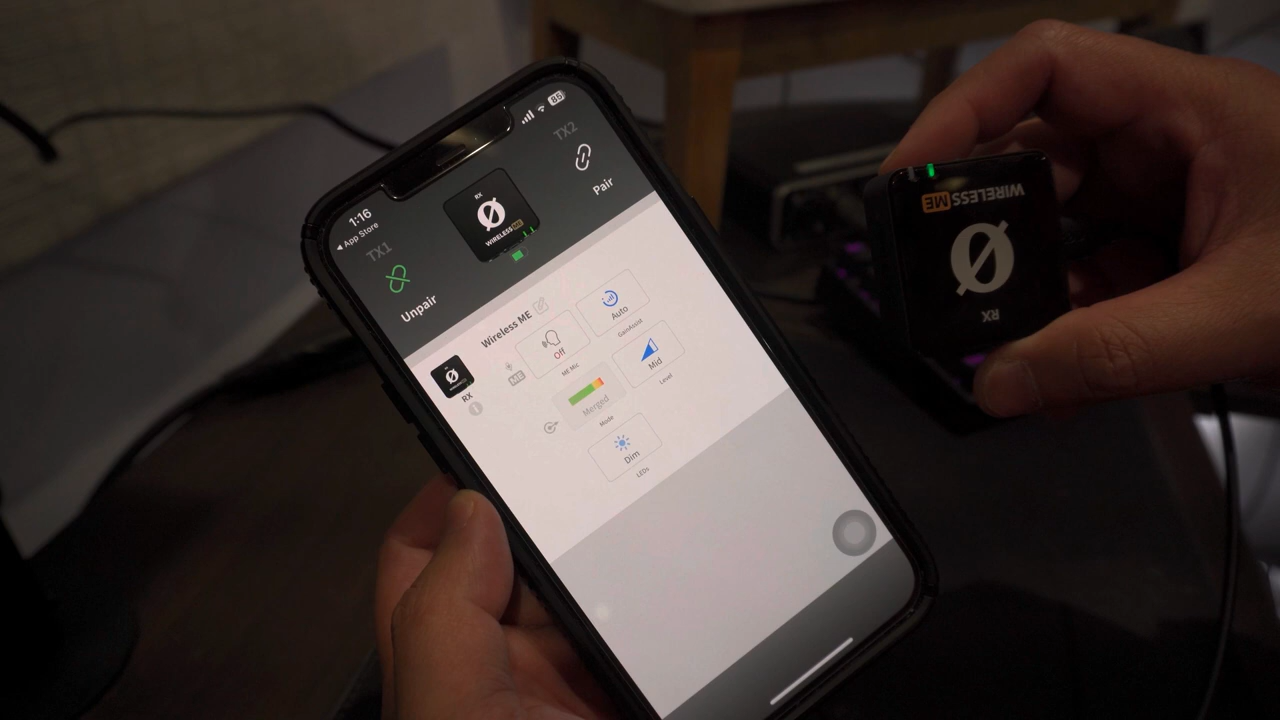 1:16
◀ App Store
85
TX1
Unpair
RX
Ø
WIRELESS ME
TX2
Pair
Wireless ME
RX
ME
Off
ME Mic
Auto
GainAssist
Mid
Level
Merged
Mode
Dim
LEDs
WIRELESS ME
Ø
RX